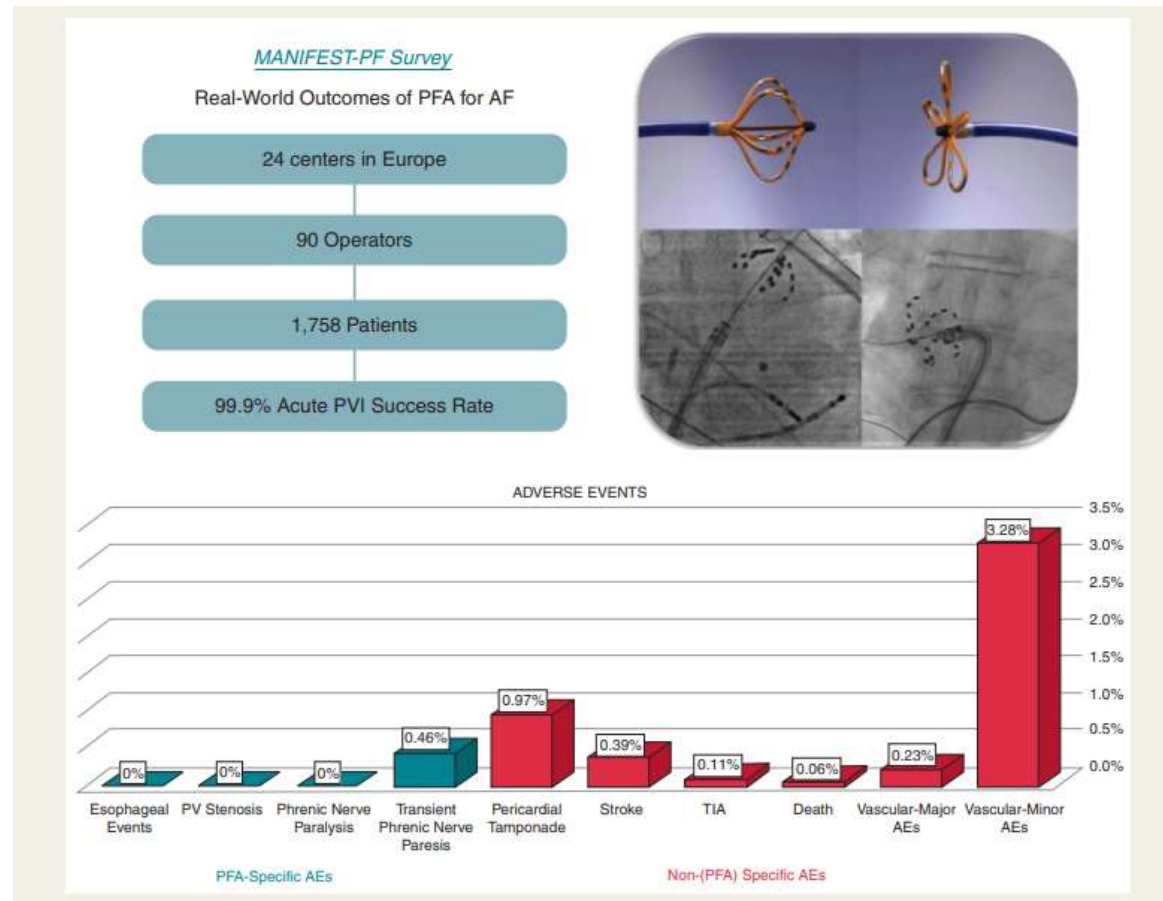 MANIFEST-PF Survey
Real-World Outcomes of PFA for AF
24 centers in Europe
90 Operators
1,758 Patients
99.9% Acute PVI Success Rate
ADVERSE EVENTS
3.5%
3.0%
2.5%
2.0%
1.5%
1.0%
0.5%
0.0%
0%
0%
0%
0.46%
0.97%
0.39%
0.11%
0.06%
0.23%
3.28%
Esophageal
Events
PV Stenosis
Phrenic Nerve
Paralysis
Transient
Phrenic Nerve
Paresis
Pericardial
Tamponade
Stroke
TIA
Death
Vascular-Major
AEs
Vascular-Minor
AEs
PFA-Specific AEs
Non-(PFA) Specific AEs